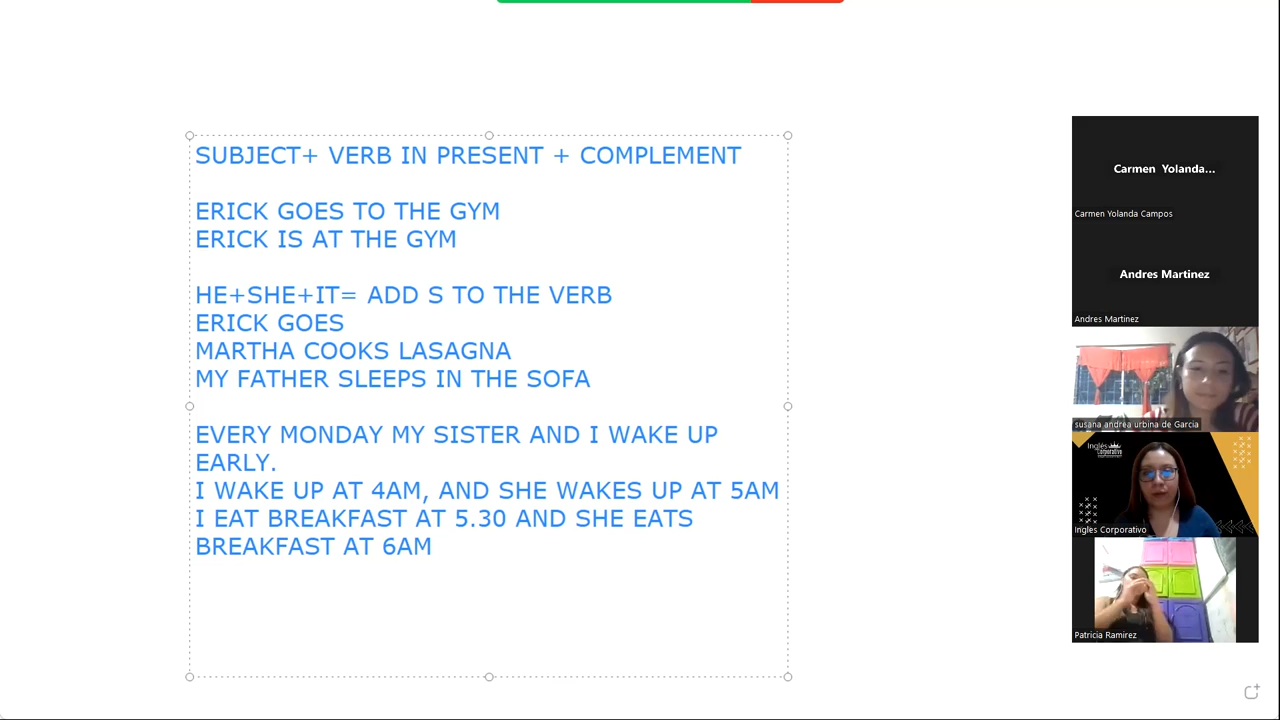 SUBJECT+ VERB IN PRESENT + COMPLEMENT
ERICK GOES TO THE GYM
ERICK IS AT THE GYM
HE+SHE+IT= ADD S TO THE VERB
ERICK GOES
MARTHA COOKS LASAGNA
MY FATHER SLEEPS IN THE SOFA
EVERY MONDAY MY SISTER AND I WAKE UP
EARLY.
I WAKE UP AT 4AM, AND SHE WAKES UP AT 5AM
I EAT BREAKFAST AT 5.30 AND SHE EATS
BREAKFAST AT 6AM
Carmen Yolanda...
Carmen Yolanda Campos
Andres Martinez
Andres Martinez
susana andrea urbina de Garcia
Inglés
Corporativo
Ingles Corporativo
Patricia Ramirez